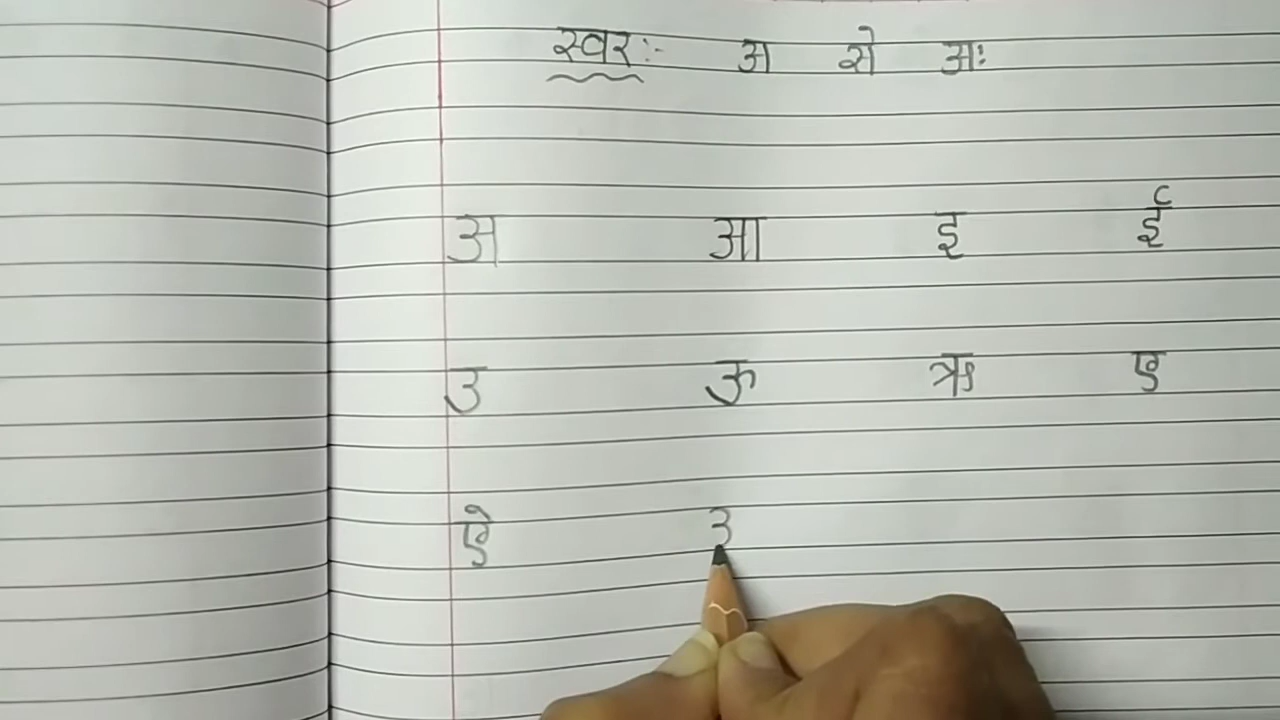 स्वरः- अ से अः
अ आ इ ई
उ ऊ ऋ ए
ऐ